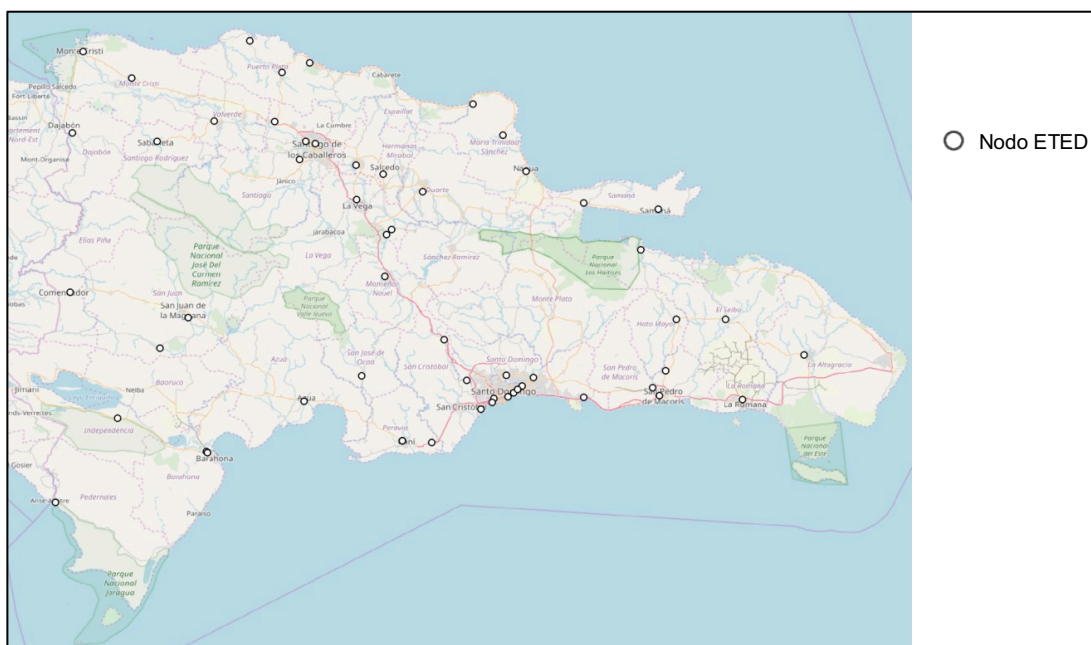 Monte Cristi
Puerto Plata
Pepillo Salcedo
Monte Cristi
Cabarete
Fort Liberté
Valverde
La Cumbre
Espaillat
Dajabón
Sabaneta
Santiago de
los Caballeros
María Trinidad
Sánchez
Hermanas
Mirabal
Mont-Organisé
Dajabón
Santiago Rodríguez
Salcedo
Nagua
Jánico
Santiago
Duarte
Samaná
Samaná
La Vega
Jarabacoa
Elías Piña
Parque
Nacional
José Del
Carmen
Ramírez
La Vega
Sánchez Ramírez
Parque
Nacional
Los Haitises
Comendador
San Juan
Monseñor
Nouel
Monte Plata
San Juan de
la Maguana
Parque
Nacional
Valle Nuevo
Hato Mayor
El Seibo
Azua
San José de
Ocoa
Santo Domingo
San Cristóbal
San Pedro
de Macorís
La Altagracia
La Romana
Jimaní
Neiba
Baoruco
Santo Domingo
San Pedro
de Macorís
La Romana
Azua
San Cristóbal
Independencia
Peravia
Baní
Parque
Nacional
del Este
Barahona
Barahona
Pedernales
Paraíso
Parque
Nacional
Jaragua
Nodo ETED